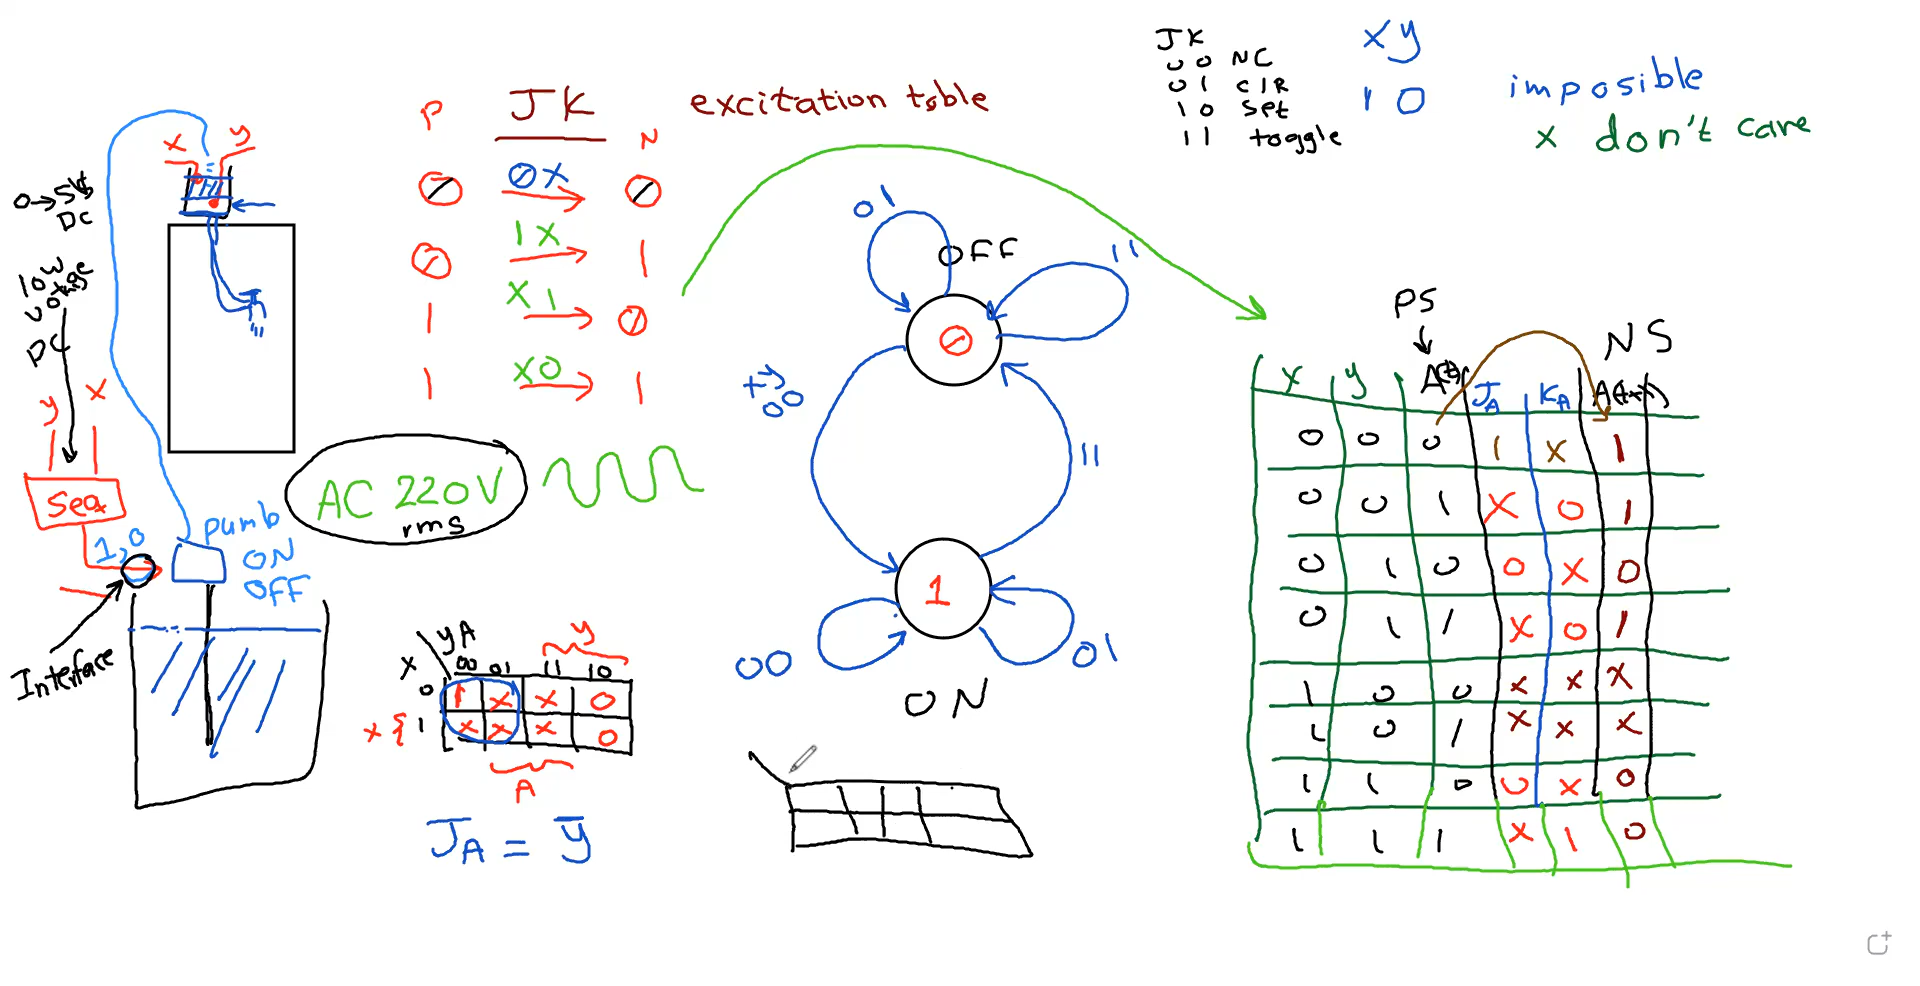 JK
00 NC
01 ClR
10 Set
11 toggle
xy
10
imposible
x don't care
P JK N
excitation table
0 0x 0
0 1x 1
1 x1 0
1 x0 1
x y
0→5V
DC
low
voltage
DC
y x
Seq
1,0
pumb
ON
OFF
Interface
AC 220V
rms
01
OFF
11
0
00
11
1
00
01
ON
x yA
00 01 11 10
y
0 1 x x 0
x { 1 x x x 0
A
JA = y̅
PS
NS
x y A(t) JA KA A(t+1)
0 0 0 1 x 1
0 0 1 x 0 1
0 1 0 0 x 0
0 1 1 x 0 1
1 0 0 x x x
1 0 1 x x x
1 1 0 0 x 0
1 1 1 x 1 0